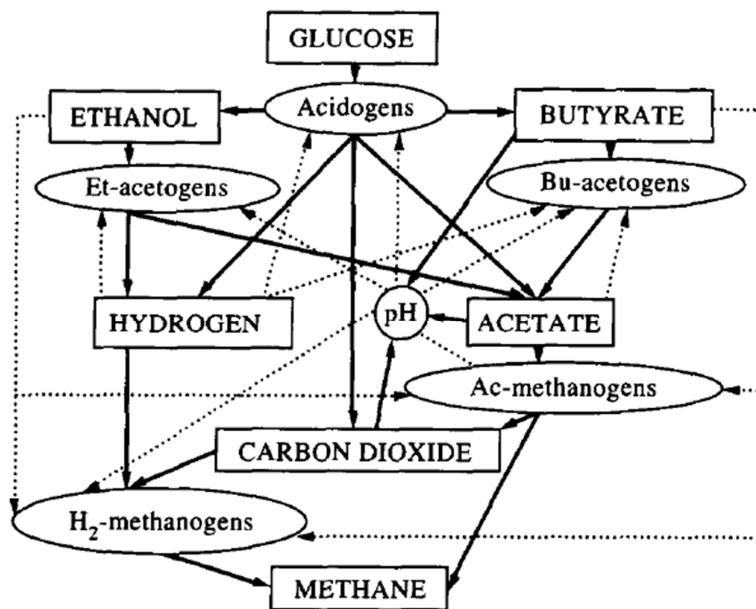 GLUCOSE
ETHANOL
Acidogens
BUTYRATE
Et-acetogens
Bu-acetogens
HYDROGEN
pH
ACETATE
Ac-methanogens
CARBON DIOXIDE
H₂-methanogens
METHANE